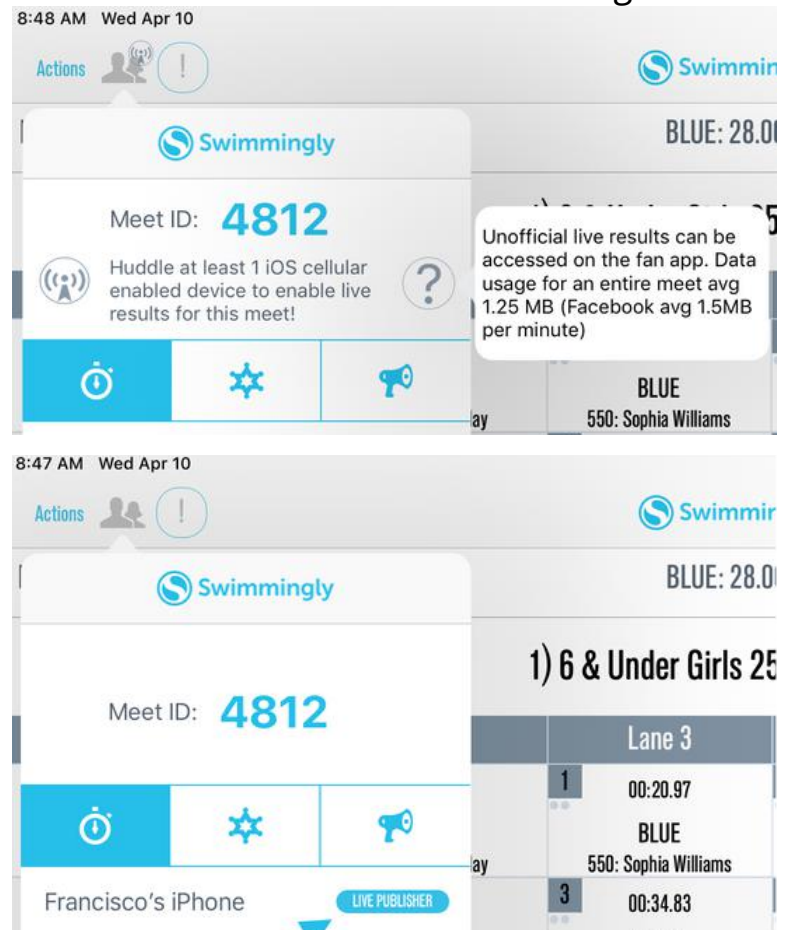 8:48 AM Wed Apr 10
Actions
!
Swimmin
Swimmingly
BLUE: 28.0
Meet ID: 4812
Huddle at least 1 iOS cellular
enabled device to enable live
results for this meet!
?
Unofficial live results can be
accessed on the fan app. Data
usage for an entire meet avg
1.25 MB (Facebook avg 1.5MB
per minute)
BLUE
ay
550: Sophia Williams
8:47 AM Wed Apr 10
Actions
!
Swimmin
Swimmingly
BLUE: 28.0
1) 6 & Under Girls 25
Meet ID: 4812
Lane 3
1
00:20.97
BLUE
ay
550: Sophia Williams
Francisco's iPhone
LIVE PUBLISHER
3
00:34.83